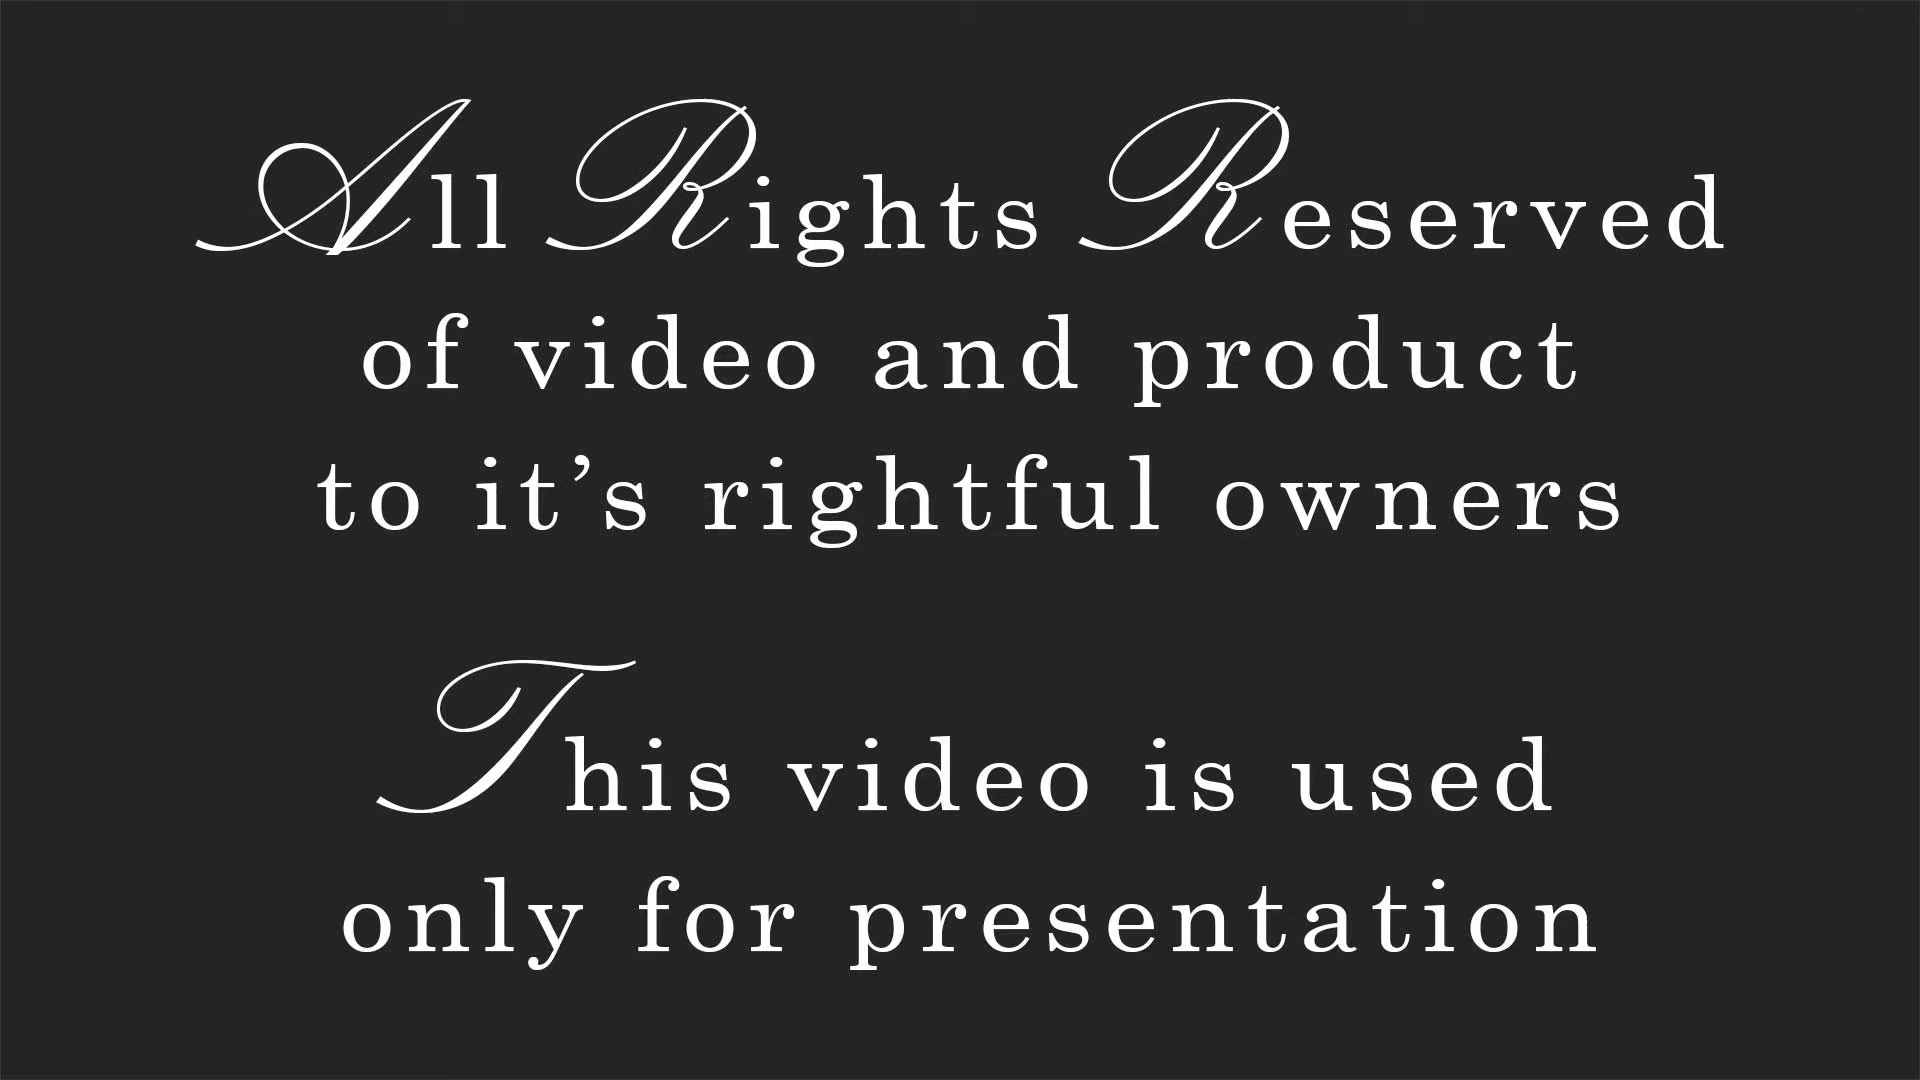 All Rights Reserved
of video and product
to it’s rightful owners
This video is used
only for presentation